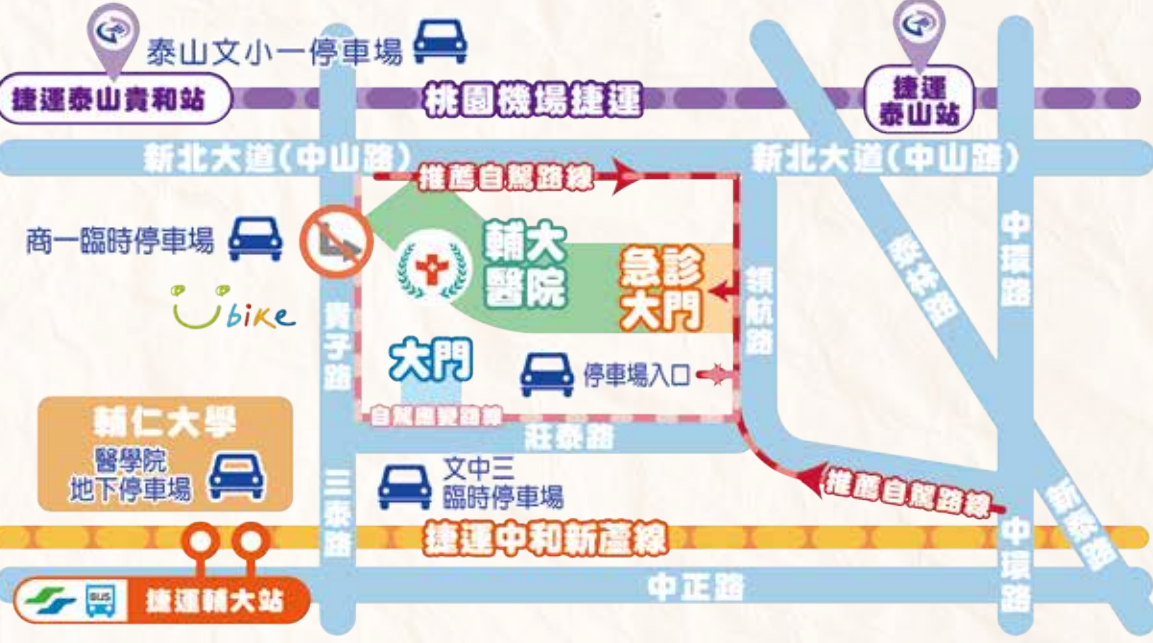 泰山文小一停車場
捷運泰山貴和站
桃園機場捷運
捷運
泰山站
新北大道(中山路)
新北大道(中山路)
推薦自駕路線
商一臨時停車場
Ubike
輔大
醫院
急診
大門
領航路
泰林路
中環路
貴子路
大門
停車場入口
自駕應變路線
莊泰路
輔仁大學
醫學院
地下停車場
三泰路
文中三
臨時停車場
推薦自駕路線
捷運中和新蘆線
中環路
新泰路
BUS
捷運輔大站
中正路